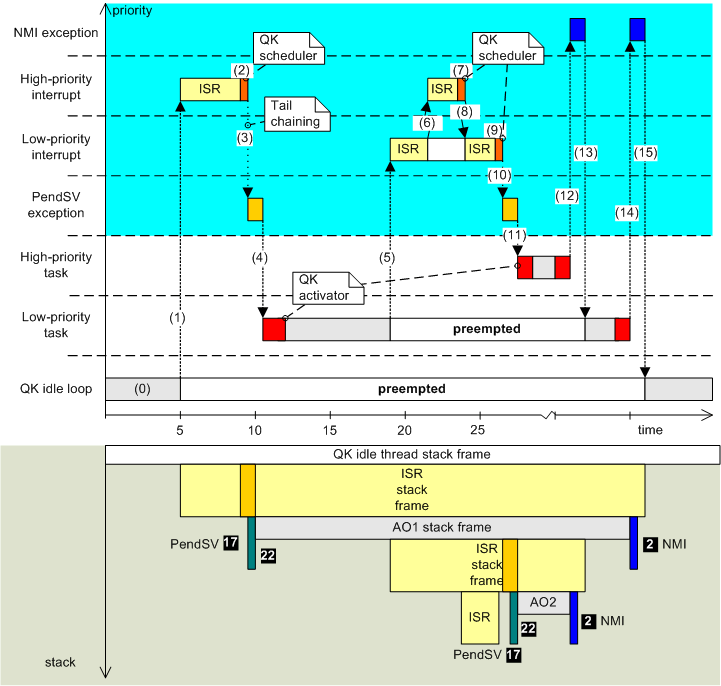 priority
NMI exception
QK
scheduler
QK
scheduler
(2)
(7)
High-priority
interrupt
ISR
ISR
Tail
chaining
(3)
(6)
(8)
(9)
(13)
(15)
Low-priority
interrupt
ISR
ISR
(10)
(12)
PendSV
exception
(14)
(11)
High-priority
task
(4)
(5)
QK
activator
(1)
Low-priority
task
preempted
QK idle loop
(0)
preempted
5
10
15
20
25
time
QK idle thread stack frame
ISR
stack
frame
AO1 stack frame
PendSV 17
22
2 NMI
ISR
stack
frame
ISR
AO2
22
2 NMI
PendSV 17
stack